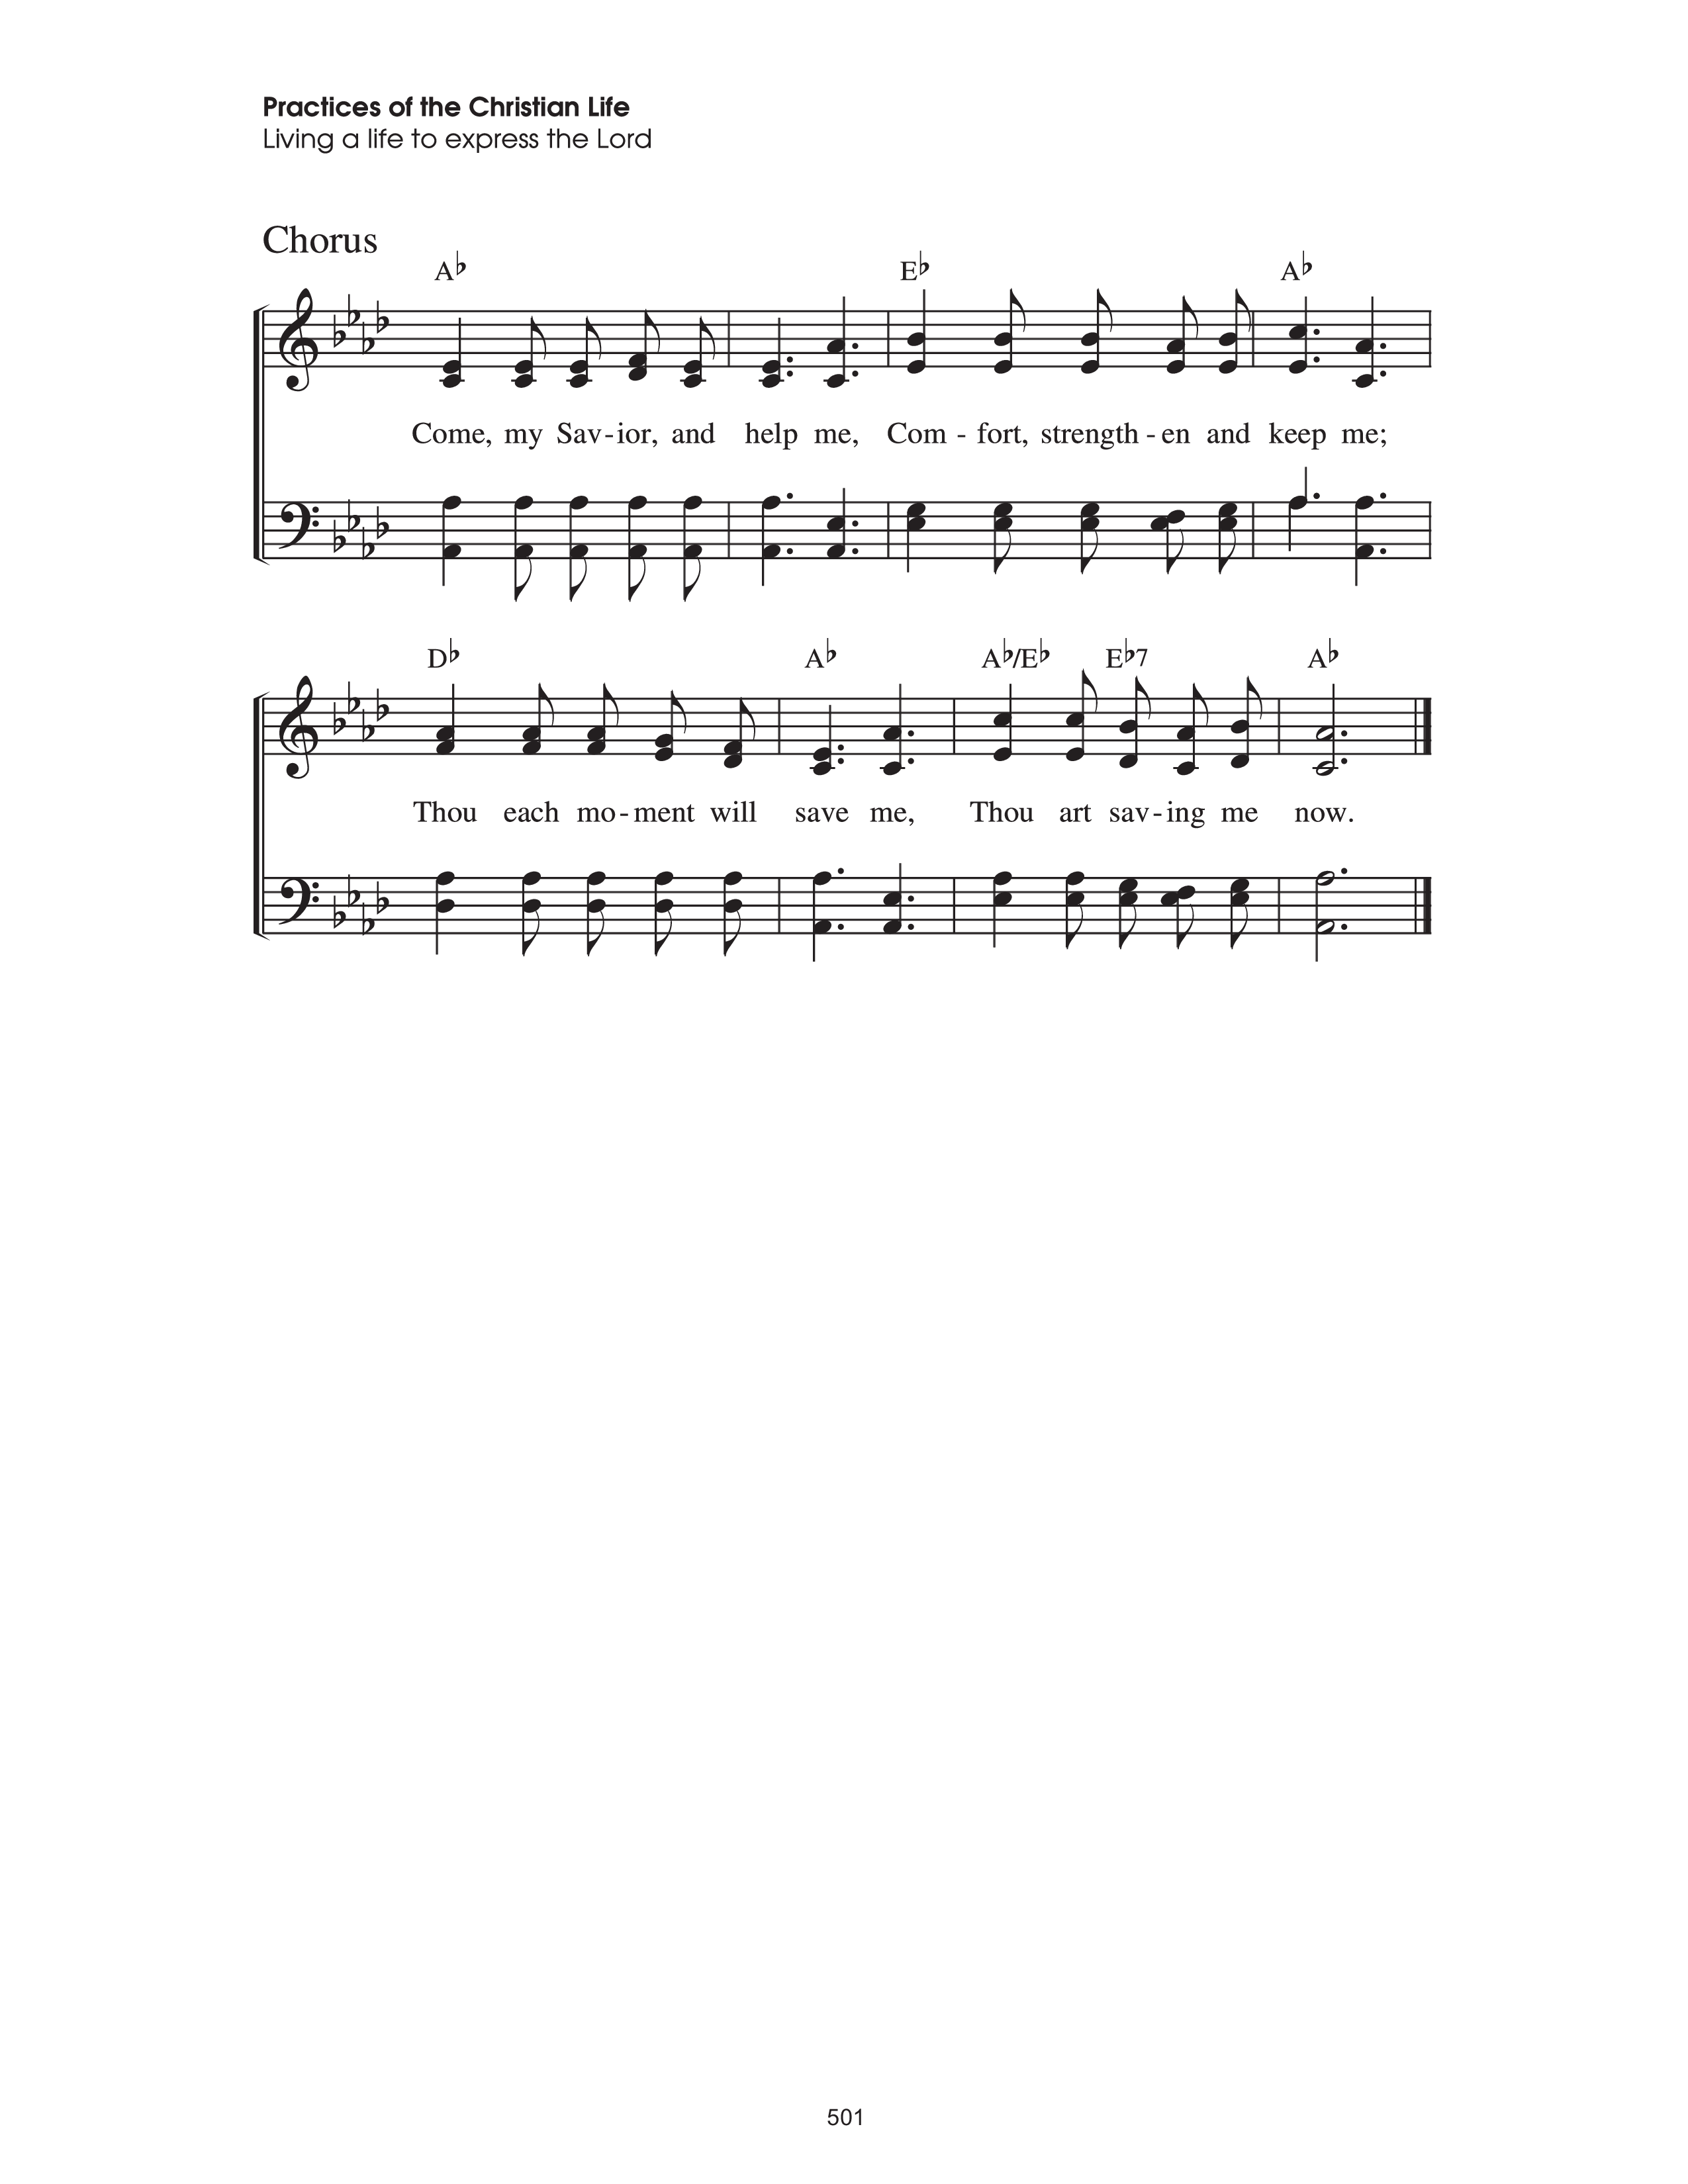 Practices of the Christian Life
Living a life to express the Lord
Chorus
A♭ E♭ A♭
Come, my Sav-ior, and help me, Com - fort, strength - en and keep me;
D♭ A♭ A♭/E♭ E♭7 A♭
Thou each mo-ment will save me, Thou art sav-ing me now.
501